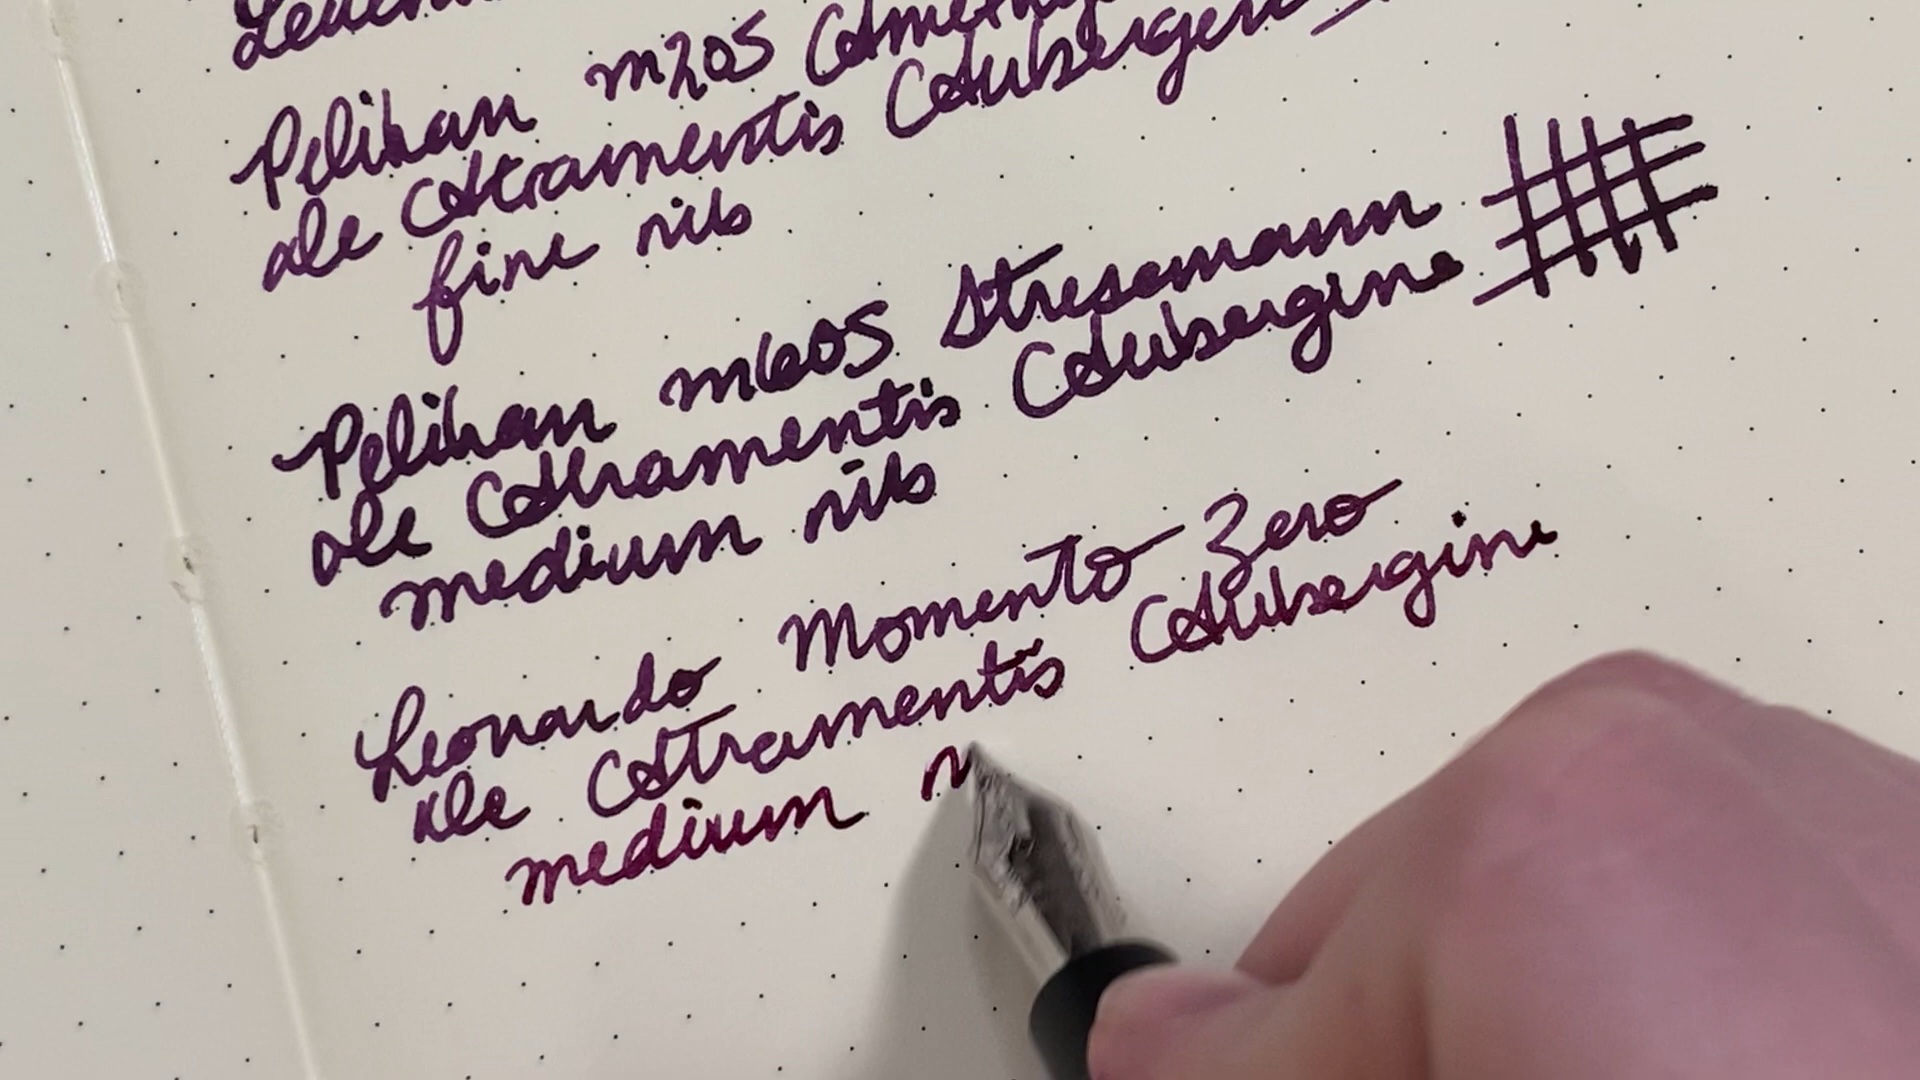 Pelikan m205 Amethy
De Atramentis Aubergine
fine nib
Pelikan m605 Stresemann
De Atramentis Aubergine
medium nib
Leonardo Momento Zero
De Atramentis Aubergine
medium n